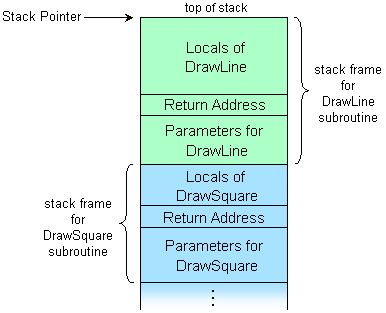 Stack Pointer
top of stack
Locals of
DrawLine
Return Address
Parameters for
DrawLine
stack frame
for
DrawLine
subroutine
Locals of
DrawSquare
Return Address
Parameters for
DrawSquare
stack frame
for
DrawSquare
subroutine